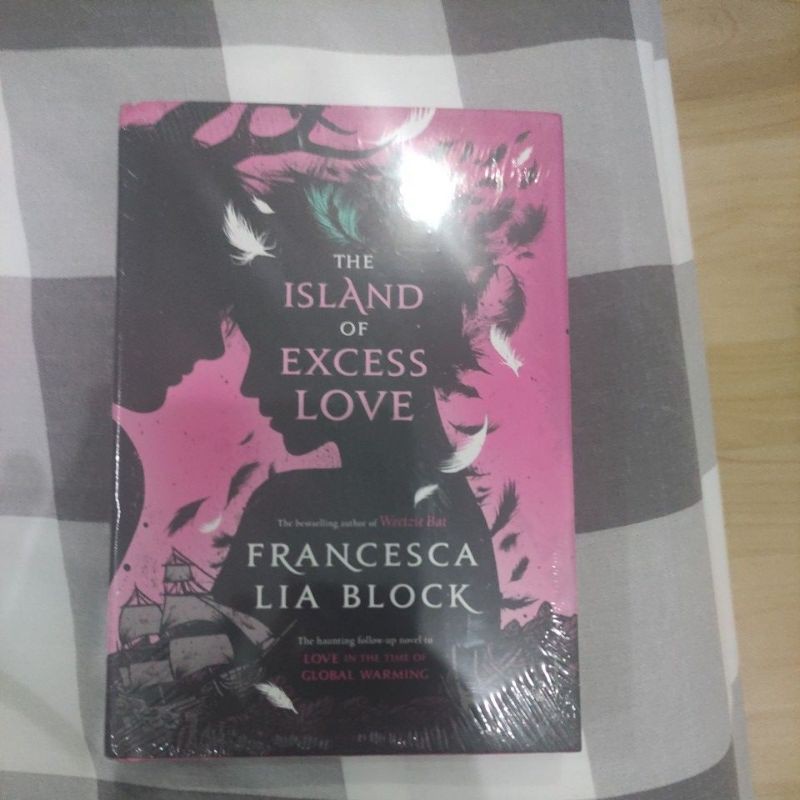 THE
ISLAND
OF
EXCESS
LOVE
The bestselling author of Weetzie Bat
FRANCESCA
LIA BLOCK
The haunting follow-up novel to
LOVE IN THE TIME OF
GLOBAL WARMING